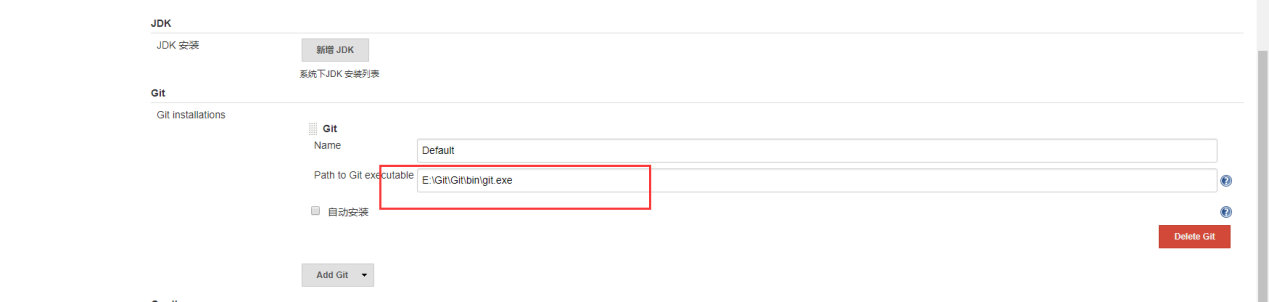 JDK
JDK 安装
新增 JDK
系统下JDK 安装列表
Git
Git installations
Git
Name
Default
Path to Git executable
E:\Git\Git\bin\git.exe
自动安装
Delete Git
Add Git